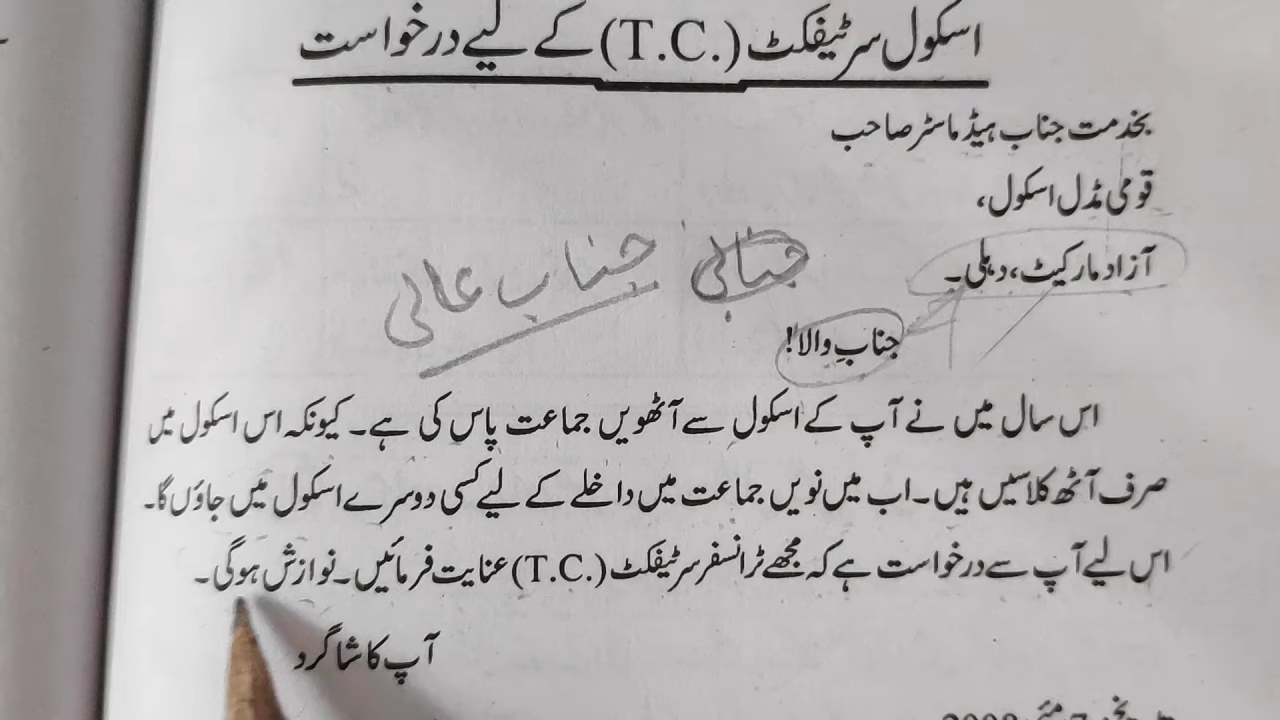 اسکول سرٹیفکٹ (T.C.) کے لیے درخواست
بخدمت جناب ہیڈ ماسٹر صاحب
قومی مڈل اسکول،
آزاد مارکیٹ، دہلی۔
جناب عالی
جنابِ والا!
اس سال میں نے آپ کے اسکول سے آٹھویں جماعت پاس کی ہے۔ کیونکہ اس اسکول میں
صرف آٹھ کلاسیں ہیں۔ اب میں نویں جماعت میں داخلے کے لیے کسی دوسرے اسکول میں جاؤں گا۔
اس لیے آپ سے درخواست ہے کہ مجھے ٹرانسفر سرٹیفکٹ (T.C.) عنایت فرمائیں۔ نوازش ہوگی۔
آپ کا شاگرد